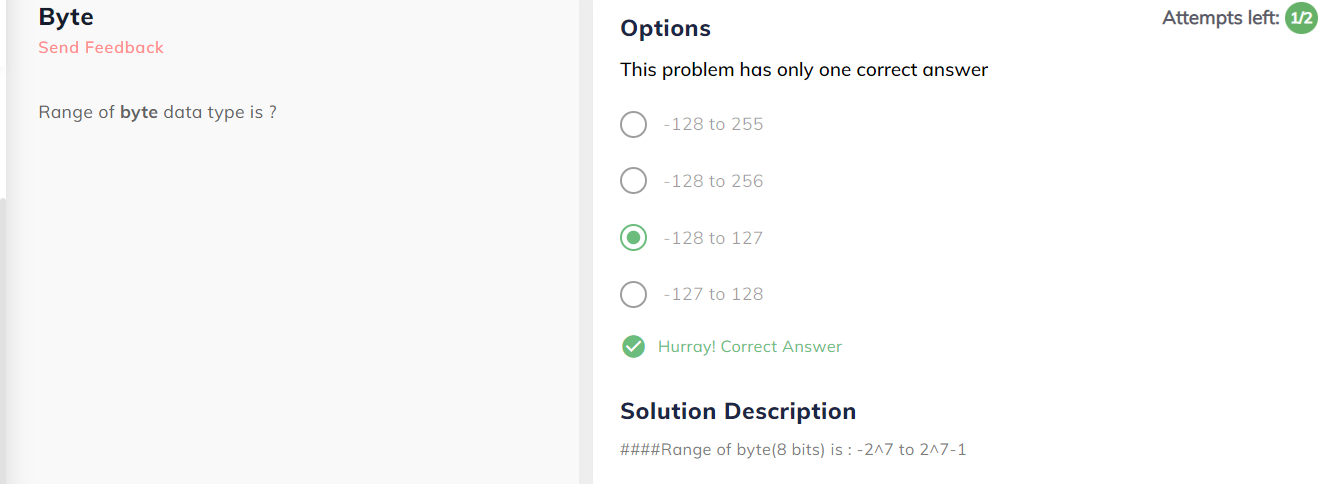 Byte
Send Feedback
Range of byte data type is ?
Attempts left: 1/2
Options
This problem has only one correct answer
-128 to 255
-128 to 256
-128 to 127
-127 to 128
Hurray! Correct Answer
Solution Description
####Range of byte(8 bits) is : -2^7 to 2^7-1